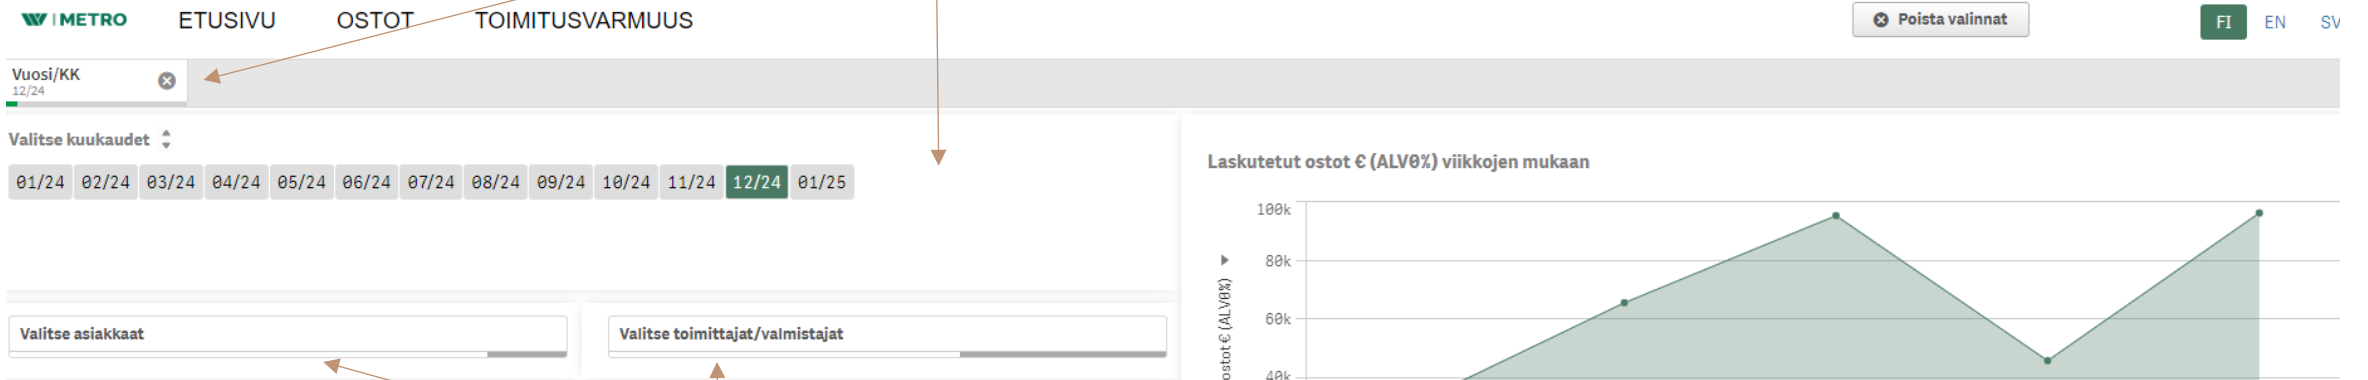 METRO ETUSIVU OSTOT TOIMITUSVARMUUS Poista valinnat FI EN SV
Vuosi/KK
12/24
Valitse kuukaudet
01/24 02/24 03/24 04/24 05/24 06/24 07/24 08/24 09/24 10/24 11/24 12/24 01/25
Valitse asiakkaat
Valitse toimittajat/valmistajat
Laskutetut ostot € (ALV0%) viikkojen mukaan
100k
80k
60k
40k
ostot € (ALV0%)